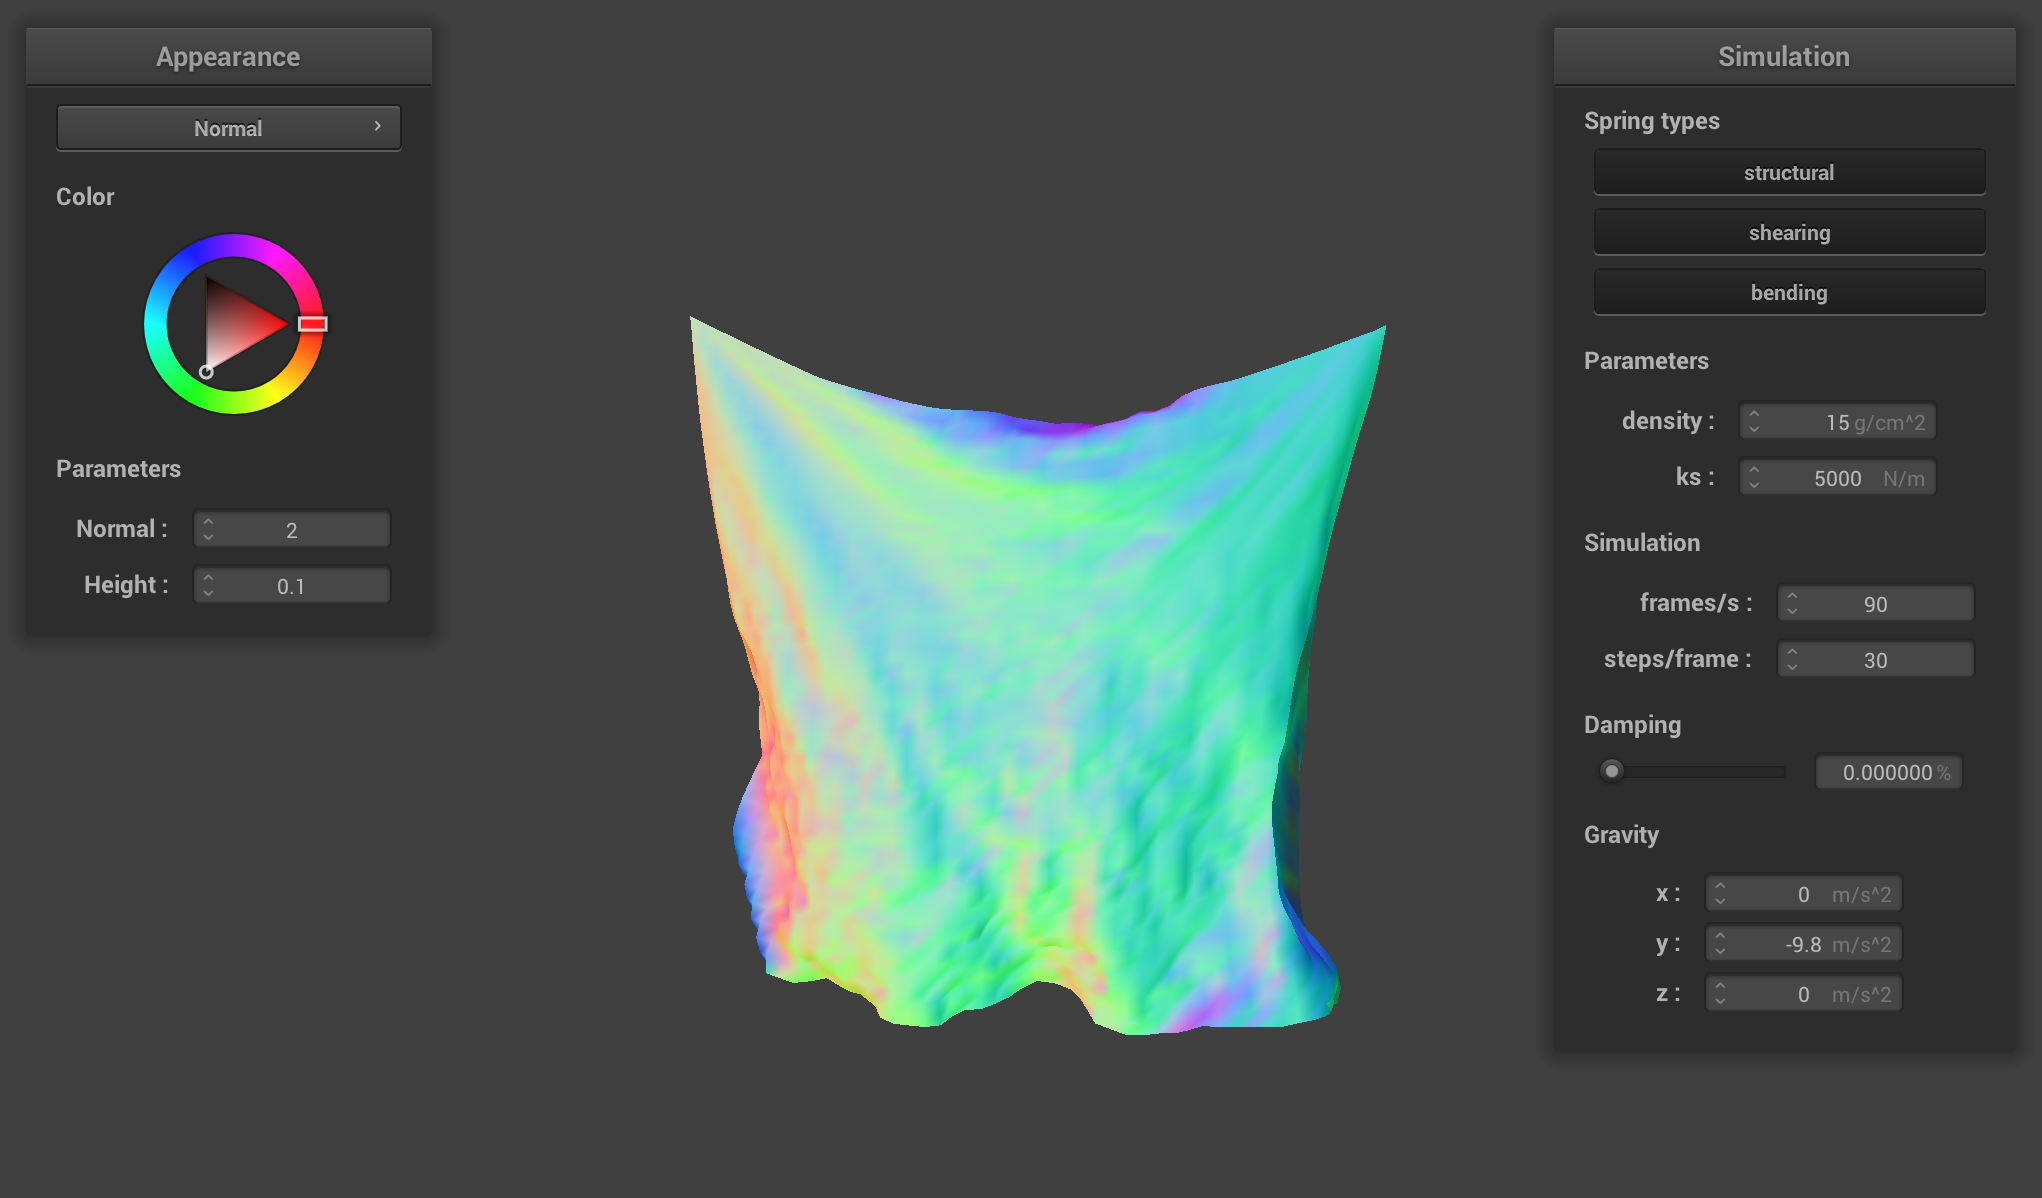 Appearance
Normal
Color
Parameters
Normal : 2
Height : 0.1
Simulation
Spring types
structural
shearing
bending
Parameters
density : 15 g/cm^2
ks : 5000 N/m
Simulation
frames/s : 90
steps/frame : 30
Damping
0.000000 %
Gravity
x : 0 m/s^2
y : -9.8 m/s^2
z : 0 m/s^2